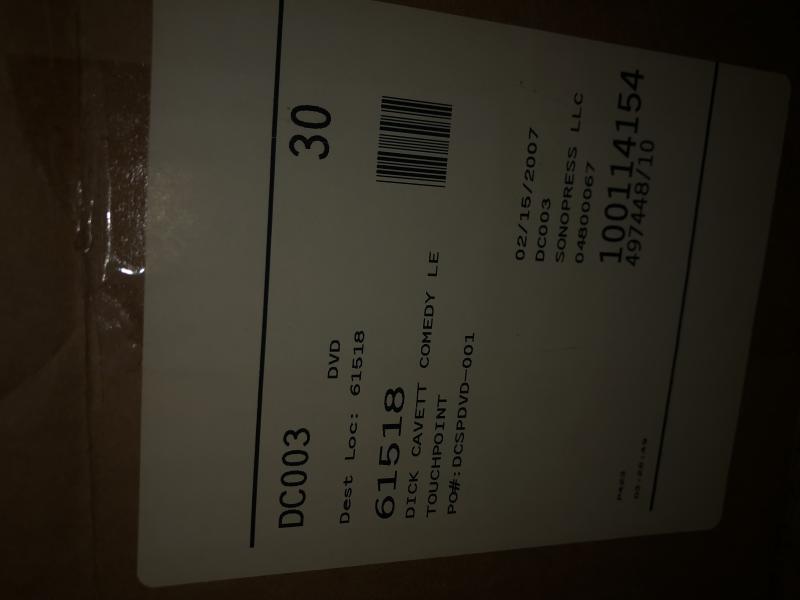 DC003 30
DVD
Dest Loc: 61518
61518
DICK CAVETT COMEDY LE
TOUCHPOINT
PO#:DCSPDVD-001
02/15/2007
DC003
SONOPRESS LLC
04800067
100114154
497448/10